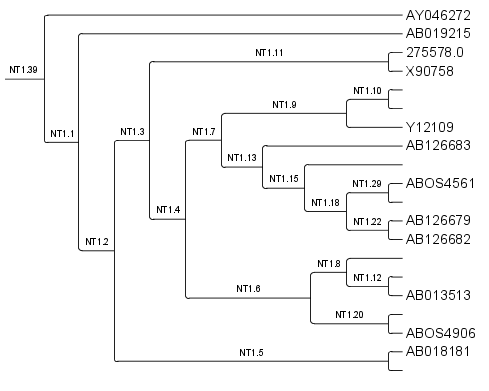 AY046272
AB019215
275578.0
NT1.11
NT1.39
X90758
NT1.10
NT1.9
Y12109
NT1.1
NT1.3
NT1.7
AB126683
NT1.13
NT1.15
NT1.29
ABOS4561
NT1.18
NT1.4
NT1.22
AB126679
AB126682
NT1.2
NT1.8
NT1.12
NT1.6
AB013513
NT1.20
ABOS4906
NT1.5
AB018181